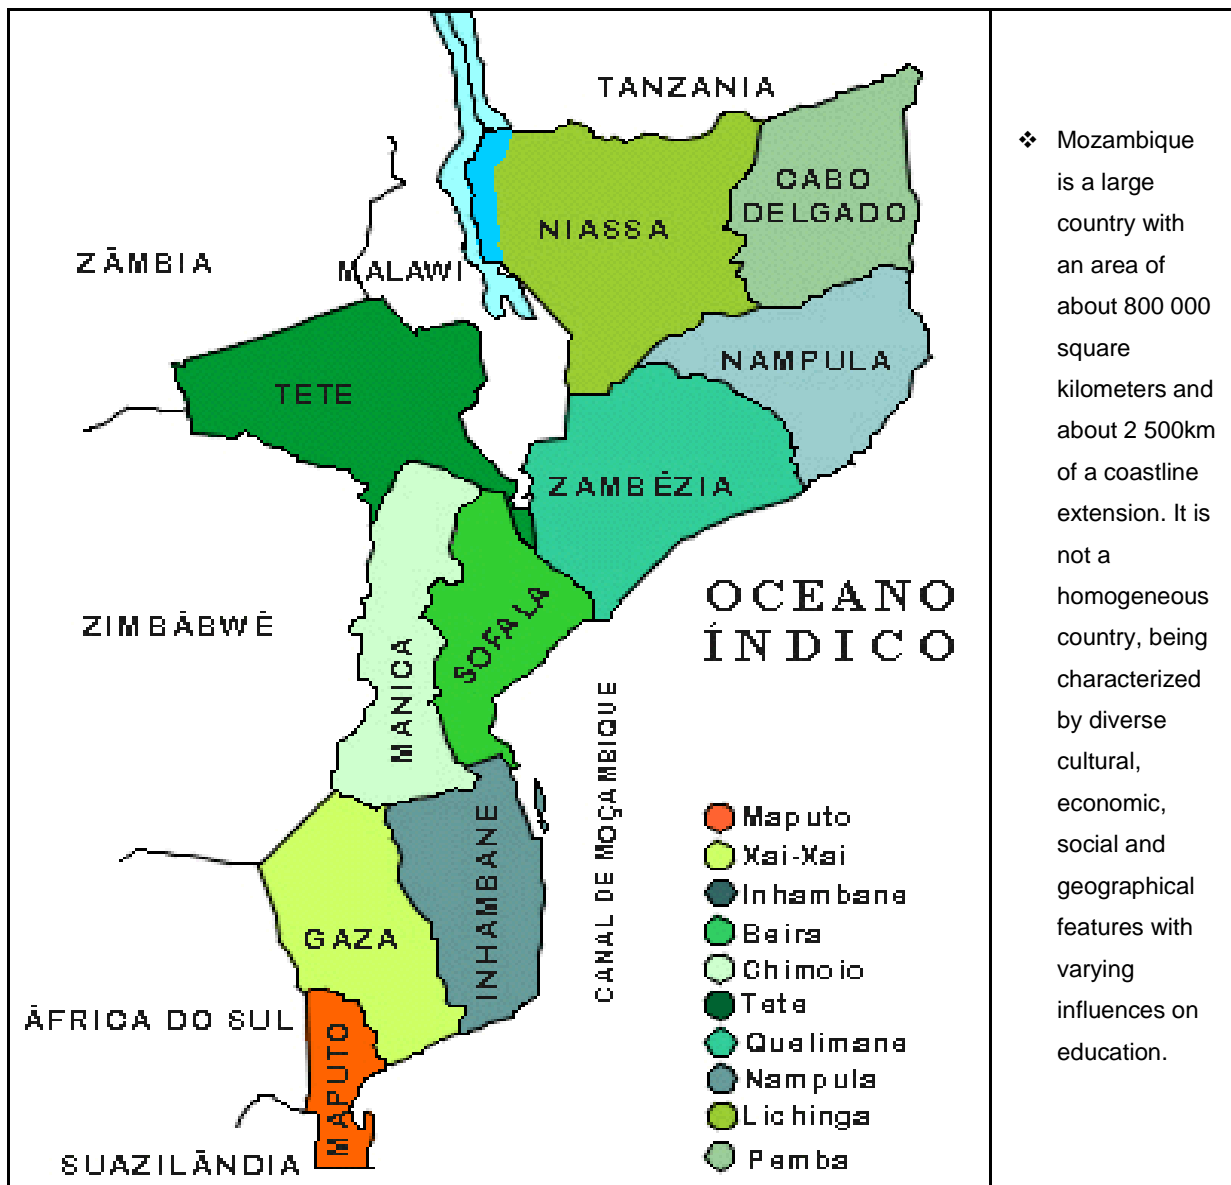 TANZANIA
CABO
DELGADO
NIASSA
ZÂMBIA
MALAWI
NAMPULA
TETE
ZAMBÉZIA
OCEANO
ÍNDICO
ZIMBÁBWÈ
SOFALA
MANICA
CANAL DE MOÇAMBIQUE
INHAMBANE
GAZA
ÁFRICA DO SUL
MAPUTO
SUAZILÂNDIA
Maputo
Xai-Xai
Inhambane
Beira
Chimoio
Tete
Quelimane
Nampula
Lichinga
Pemba
❖ Mozambique
is a large
country with
an area of
about 800 000
square
kilometers and
about 2 500km
of a coastline
extension. It is
not a
homogeneous
country, being
characterized
by diverse
cultural,
economic,
social and
geographical
features with
varying
influences on
education.